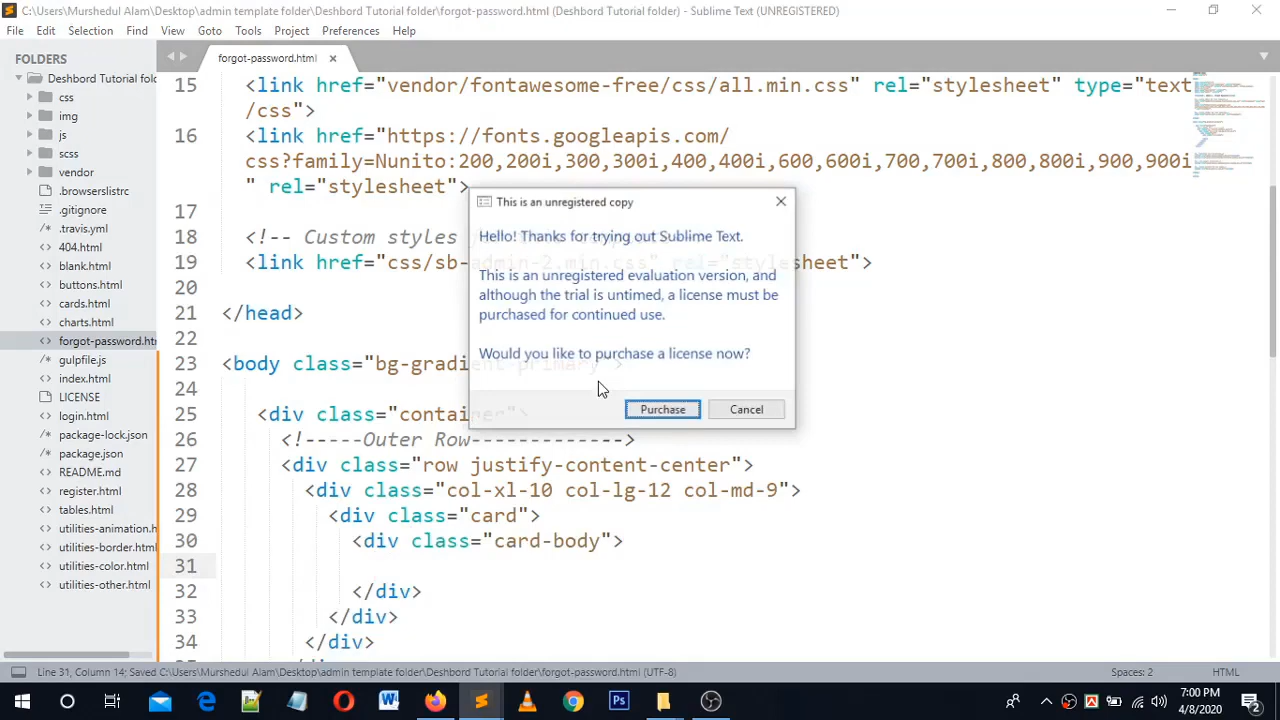 C:\Users\Murshedul Alam\Desktop\admin template folder\Deshbord Tutorial folder\forgot-password.html (Deshbord Tutorial folder) - Sublime Text (UNREGISTERED)
File Edit Selection Find View Goto Tools Project Preferences Help
FOLDERS
Deshbord Tutorial fol
css
img
js
scss
vendor
.browserslistrc
.gitignore
.travis.yml
404.html
blank.html
buttons.html
cards.html
charts.html
forgot-password.ht
gulpfile.js
index.html
LICENSE
login.html
package-lock.json
package.json
README.md
register.html
tables.html
utilities-animation.h
utilities-border.html
utilities-color.html
utilities-other.html
forgot-password.html
15 <link href="vendor/fontawesome-free/css/all.min.css" rel="stylesheet" type="text
/css">
16 <link href="https://fonts.googleapis.com/
css?family=Nunito:200,200i,300,300i,400,400i,600,600i,700,700i,800,800i,900,900i
" rel="stylesheet">
17
18 <!-- Custom styles
19 <link href="css/sb-admin-2.min.css" rel="stylesheet">
20
21 </head>
22
23 <body class="bg-gradient-primary">
24
25 <div class="container">
26 <!-----Outer Row------------->
27 <div class="row justify-content-center">
28 <div class="col-xl-10 col-lg-12 col-md-9">
29 <div class="card">
30 <div class="card-body">
31
32 </div>
33 </div>
34 </div>
This is an unregistered copy
Hello! Thanks for trying out Sublime Text.
This is an unregistered evaluation version, and
although the trial is untimed, a license must be
purchased for continued use.
Would you like to purchase a license now?
Purchase
Cancel
Line 31, Column 14: Saved C:\Users\Murshedul Alam\Desktop\admin template folder\Deshbord Tutorial folder\forgot-password.html (UTF-8)
Spaces: 2
HTML
7:00 PM
4/8/2020
2